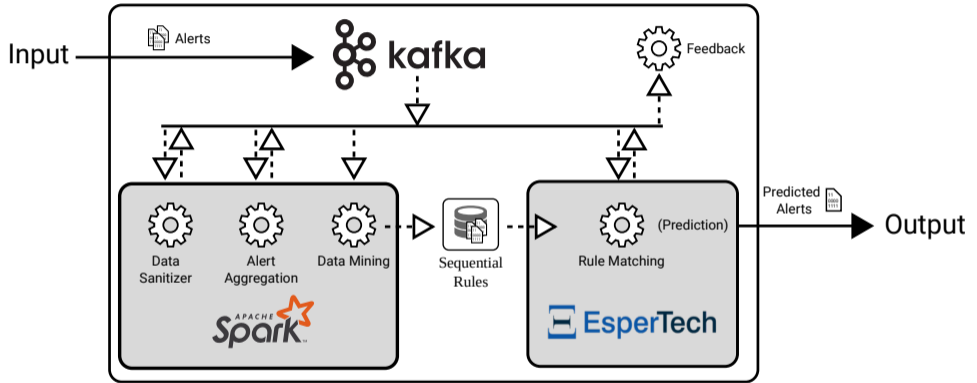 Input
Alerts
kafka
Feedback
Data
Sanitizer
Alert
Aggregation
Data Mining
APACHE
Spark™
Sequential
Rules
Rule Matching
(Prediction)
EsperTech
Predicted
Alerts
Output